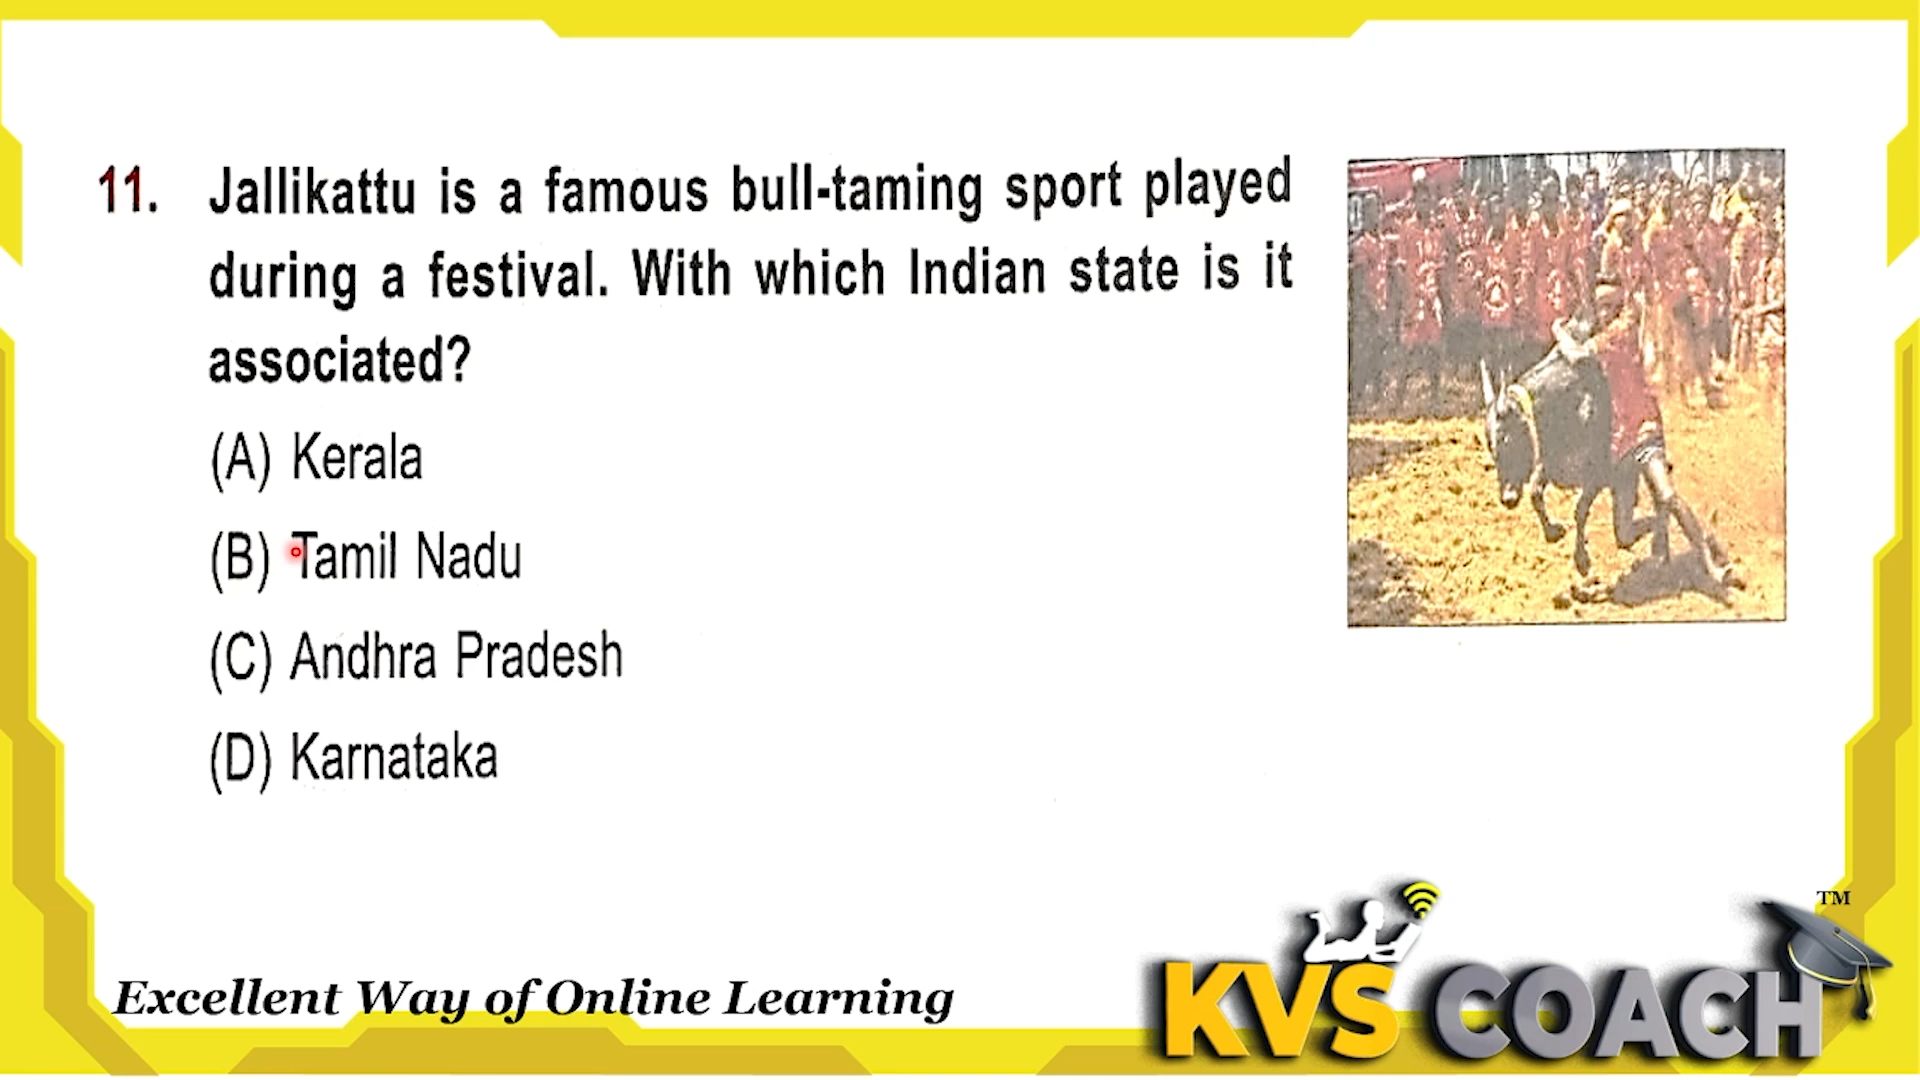 11. Jallikattu is a famous bull-taming sport played
during a festival. With which Indian state is it
associated?
(A) Kerala
(B) Tamil Nadu
(C) Andhra Pradesh
(D) Karnataka
Excellent Way of Online Learning
KVS COACH TM